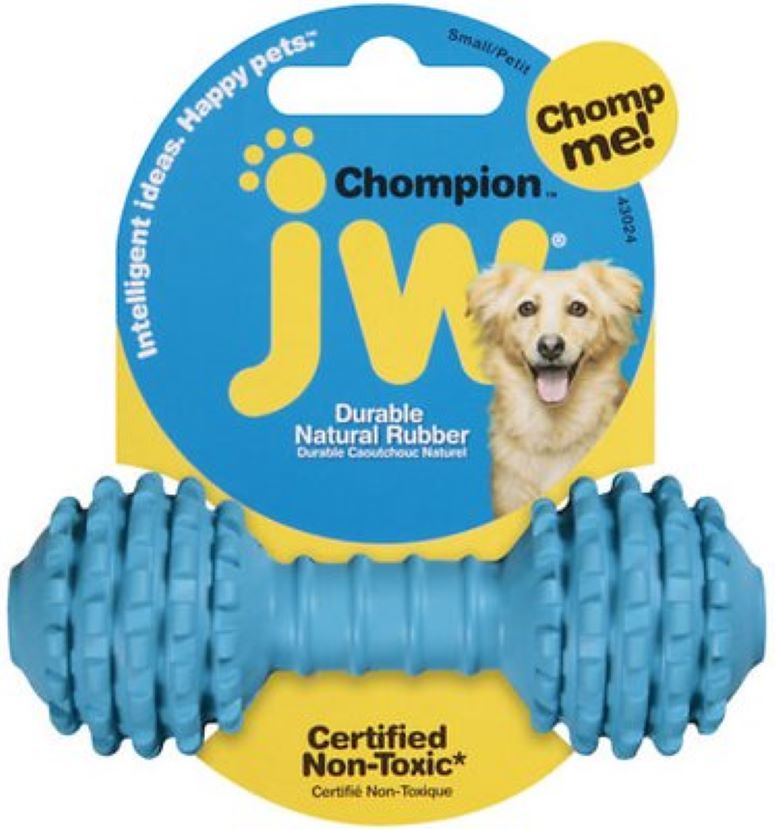 Intelligent ideas. Happy pets.™
Small/Petit
Chomp
me!
43024
Chompion™
JW®
Durable
Natural Rubber
Durable Caoutchouc Naturel
Certified
Non-Toxic*
Certifié Non-Toxique